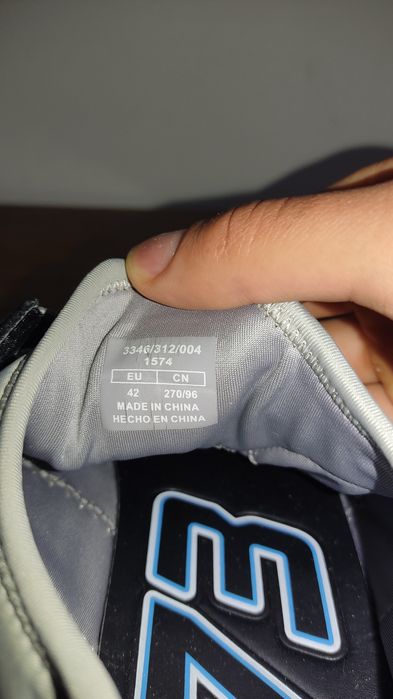 3346/312/004
1574
EU CN
42 270/96
MADE IN CHINA
HECHO EN CHINA